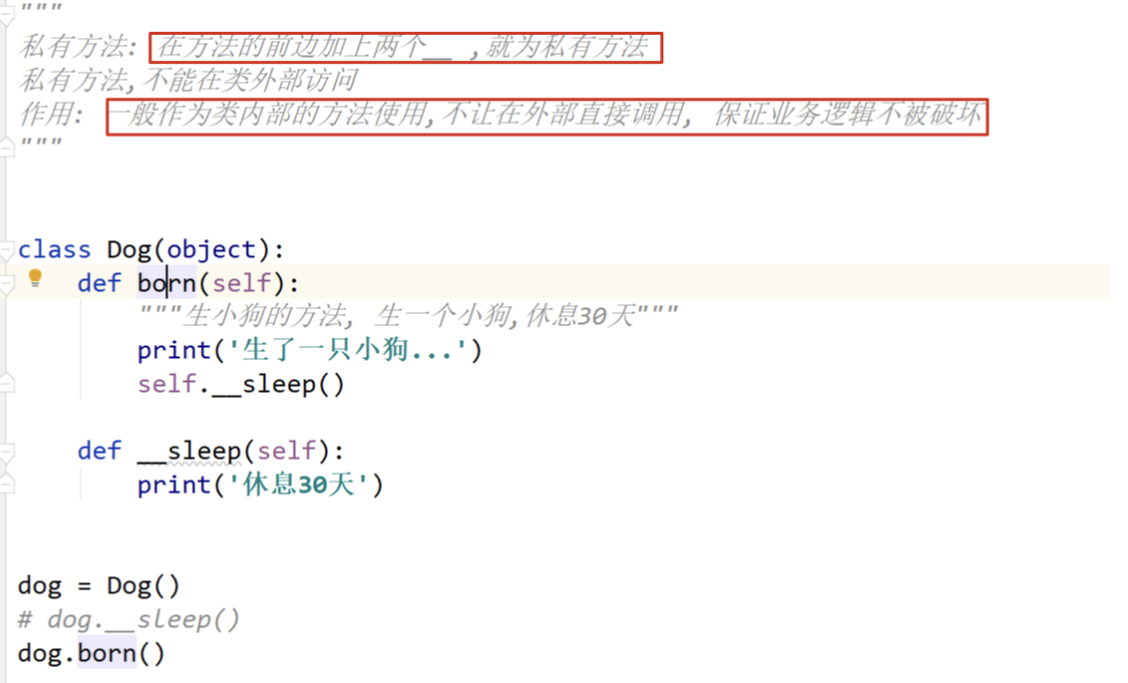 """
私有方法: 在方法的前边加上两个__ ,就为私有方法
私有方法,不能在类外部访问
作用: 一般作为类内部的方法使用,不让在外部直接调用, 保证业务逻辑不被破坏
"""
class Dog(object):
def born(self):
"""生小狗的方法, 生一个小狗,休息30天"""
print('生了一只小狗...')
self.__sleep()
def __sleep(self):
print('休息30天')
dog = Dog()
# dog.__sleep()
dog.born()